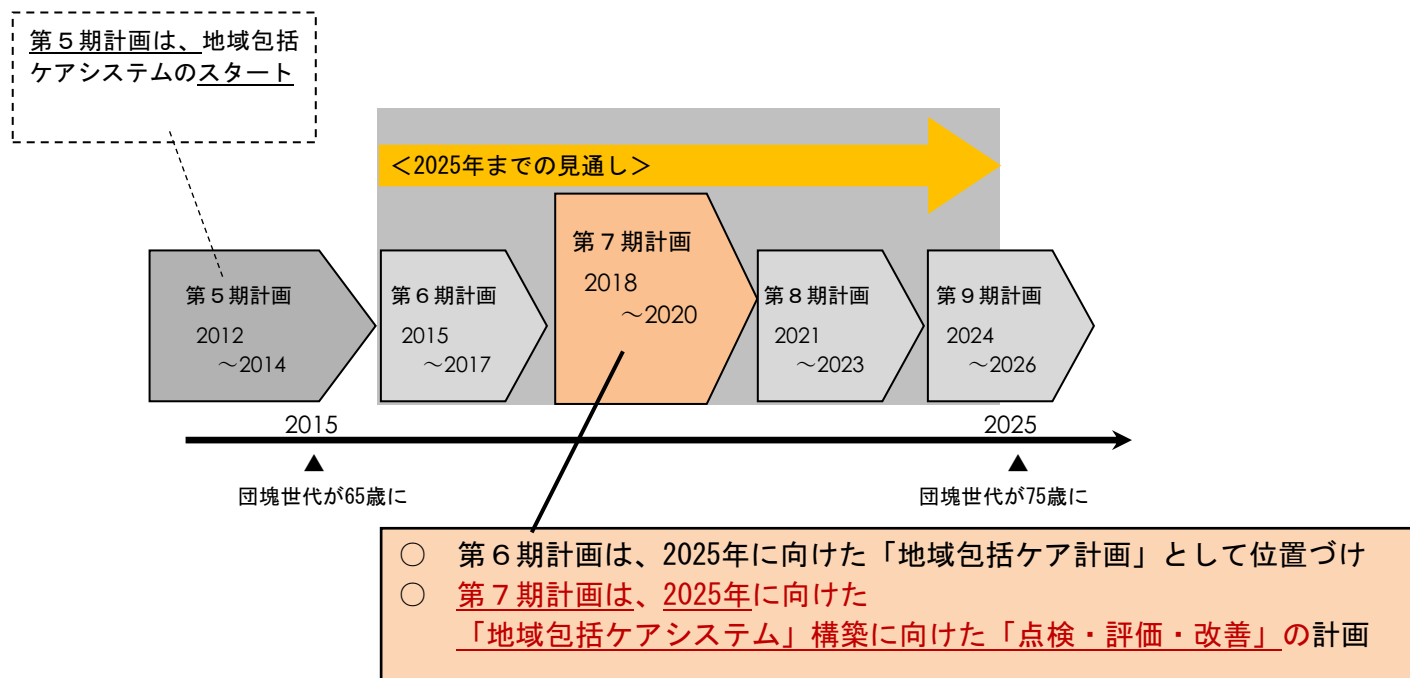 第５期計画は、地域包括
ケアシステムのスタート
＜2025年までの見通し＞
第５期計画
2012
～2014
第６期計画
2015
～2017
第７期計画
2018
～2020
第８期計画
2021
～2023
第９期計画
2024
～2026
2015
2025
▲
▲
団塊世代が65歳に
団塊世代が75歳に
○　第６期計画は、2025年に向けた「地域包括ケア計画」として位置づけ
○　第７期計画は、2025年に向けた
「地域包括ケアシステム」構築に向けた「点検・評価・改善」の計画